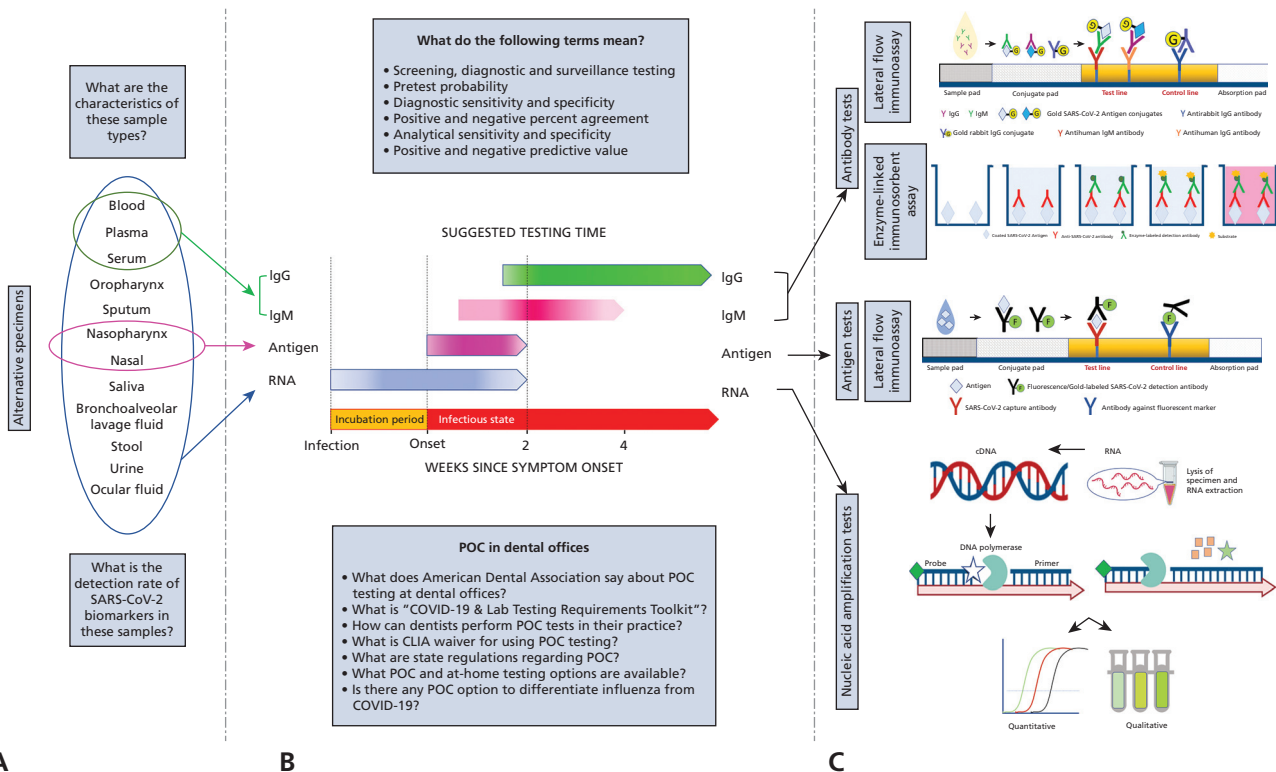 What are the
characteristics of
these sample
types?
Alternative specimens
Blood
Plasma
Serum
Oropharynx
Sputum
Nasopharynx
Nasal
Saliva
Bronchoalveolar
lavage fluid
Stool
Urine
Ocular fluid
What is the
detection rate of
SARS-CoV-2
biomarkers in
these samples?
A
What do the following terms mean?
• Screening, diagnostic and surveillance testing
• Pretest probability
• Diagnostic sensitivity and specificity
• Positive and negative percent agreement
• Analytical sensitivity and specificity
• Positive and negative predictive value
SUGGESTED TESTING TIME
IgG
IgM
Antigen
RNA
IgG
IgM
Antigen
RNA
Incubation period
Infectious state
Infection
Onset
2
4
WEEKS SINCE SYMPTOM ONSET
POC in dental offices
• What does American Dental Association say about POC
testing at dental offices?
• What is "COVID-19 & Lab Testing Requirements Toolkit"?
• How can dentists perform POC tests in their practice?
• What is CLIA waiver for using POC testing?
• What are state regulations regarding POC?
• What POC and at-home testing options are available?
• Is there any POC option to differentiate influenza from
COVID-19?
B
Antibody tests
Lateral flow
immunoassay
G
G
G
G
G
G
Sample pad
Conjugate pad
Test line
Control line
Absorption pad
IgG
IgM
G
G
Gold SARS-CoV-2 Antigen conjugates
Antirabbit IgG antibody
G
Gold rabbit IgG conjugate
Antihuman IgM antibody
Antihuman IgG antibody
Enzyme-linked
immunosorbent
assay
Coated SARS-CoV-2 Antigen
Anti-SARS-CoV-2 antibody
Enzyme-labeled detection antibody
Substrate
Antigen tests
Lateral flow
immunoassay
F
F
F
F
Sample pad
Conjugate pad
Test line
Control line
Absorption pad
Antigen
F
Fluorescence/Gold-labeled SARS-CoV-2 detection antibody
SARS-CoV-2 capture antibody
Antibody against fluorescent marker
Nucleic acid amplification tests
cDNA
RNA
Lysis of
specimen and
RNA extraction
DNA polymerase
Probe
Primer
Quantitative
Qualitative
C